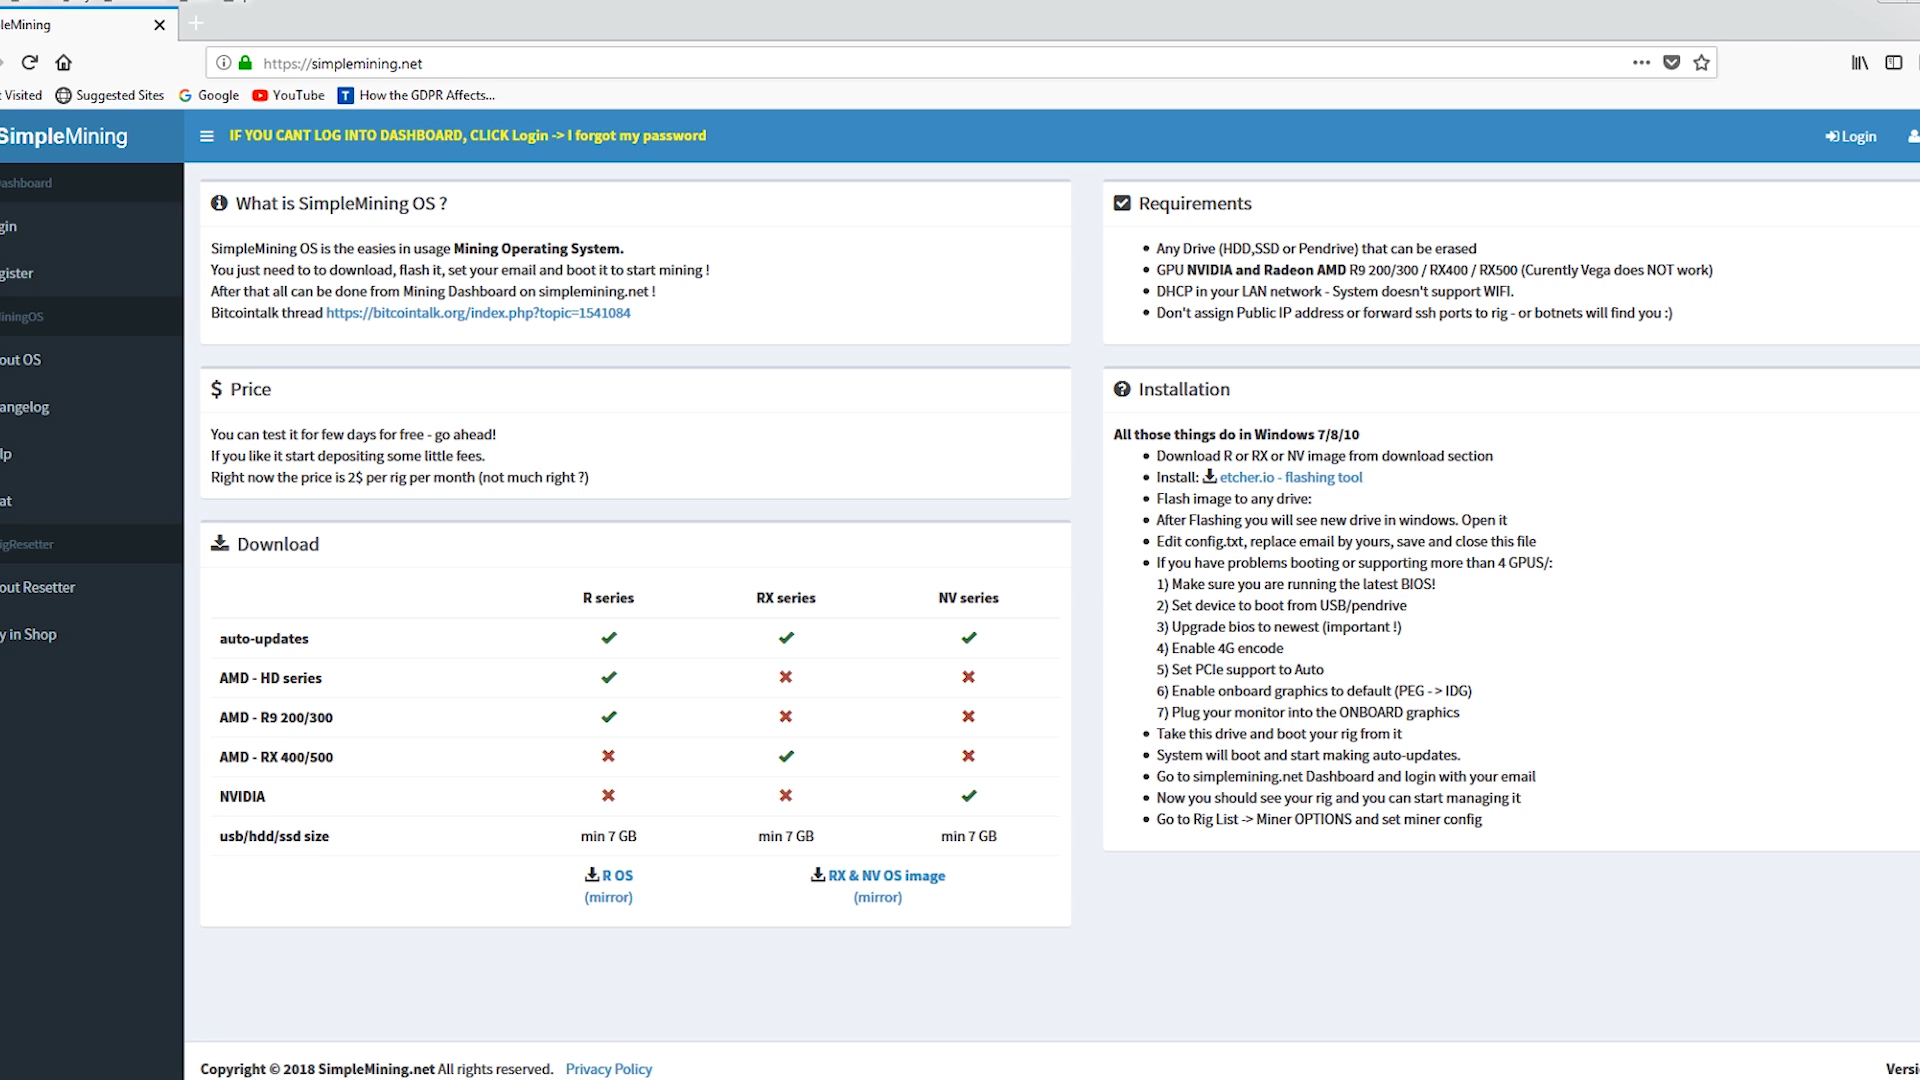 leMining
https://simplemining.net
Visited Suggested Sites Google YouTube How the GDPR Affects...
SimpleMining
IF YOU CANT LOG INTO DASHBOARD, CLICK Login -> I forgot my password
Login
ashboard
gin
gister
iningOS
out OS
angelog
lp
at
igResetter
out Resetter
y in Shop
What is SimpleMining OS ?
SimpleMining OS is the easies in usage Mining Operating System.
You just need to to download, flash it, set your email and boot it to start mining !
After that all can be done from Mining Dashboard on simplemining.net !
Bitcointalk thread https://bitcointalk.org/index.php?topic=1541084
$ Price
You can test it for few days for free - go ahead!
If you like it start depositing some little fees.
Right now the price is 2$ per rig per month (not much right ?)
Download
R series RX series NV series
auto-updates
AMD - HD series
AMD - R9 200/300
AMD - RX 400/500
NVIDIA
usb/hdd/ssd size min 7 GB min 7 GB min 7 GB
R OS RX & NV OS image
(mirror) (mirror)
Requirements
• Any Drive (HDD,SSD or Pendrive) that can be erased
• GPU NVIDIA and Radeon AMD R9 200/300 / RX400 / RX500 (Curently Vega does NOT work)
• DHCP in your LAN network - System doesn't support WIFI.
• Don't assign Public IP address or forward ssh ports to rig - or botnets will find you :)
Installation
All those things do in Windows 7/8/10
• Download R or RX or NV image from download section
• Install: etcher.io - flashing tool
• Flash image to any drive:
• After Flashing you will see new drive in windows. Open it
• Edit config.txt, replace email by yours, save and close this file
• If you have problems booting or supporting more than 4 GPUS/:
1) Make sure you are running the latest BIOS!
2) Set device to boot from USB/pendrive
3) Upgrade bios to newest (important !)
4) Enable 4G encode
5) Set PCIe support to Auto
6) Enable onboard graphics to default (PEG - > IDG)
7) Plug your monitor into the ONBOARD graphics
• Take this drive and boot your rig from it
• System will boot and start making auto-updates.
• Go to simplemining.net Dashboard and login with your email
• Now you should see your rig and you can start managing it
• Go to Rig List -> Miner OPTIONS and set miner config
Copyright © 2018 SimpleMining.net All rights reserved. Privacy Policy
Versi